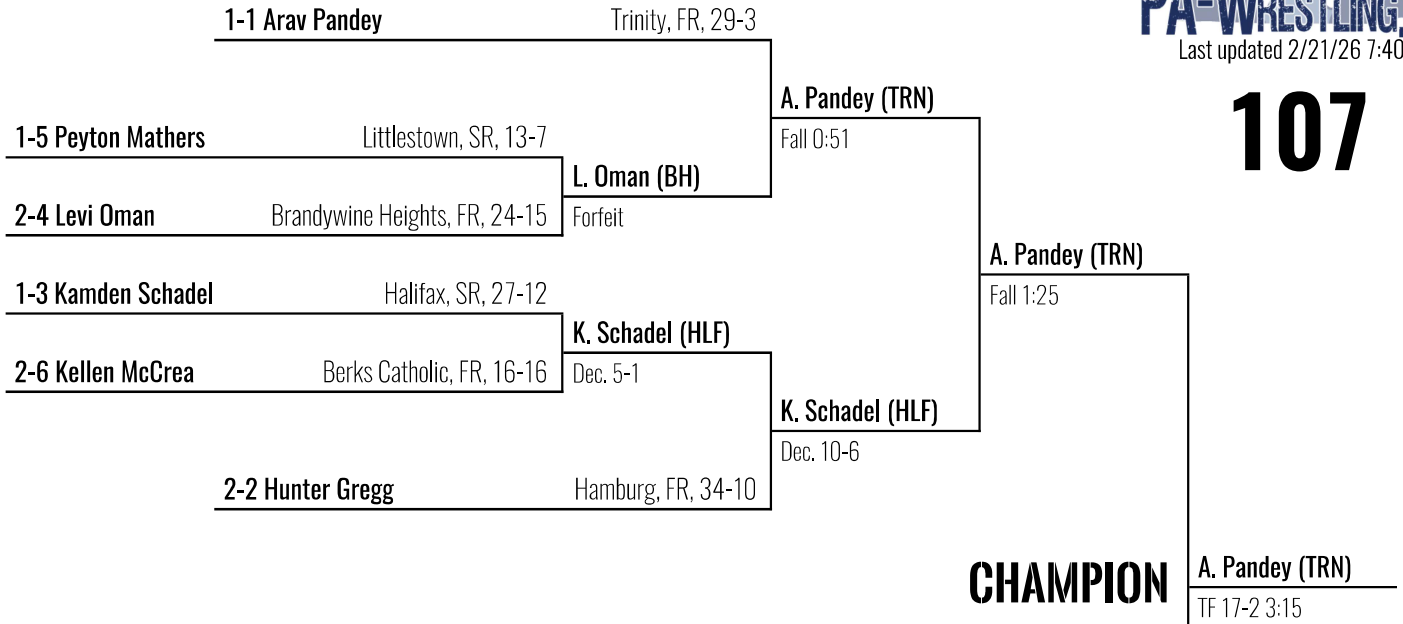 1-1 Arav Pandey Trinity, FR, 29-3
PA-WRESTLING.
Last updated 2/21/26 7:40
107
A. Pandey (TRN)
Fall 0:51
1-5 Peyton Mathers Littlestown, SR, 13-7
L. Oman (BH)
Forfeit
2-4 Levi Oman Brandywine Heights, FR, 24-15
A. Pandey (TRN)
Fall 1:25
1-3 Kamden Schadel Halifax, SR, 27-12
K. Schadel (HLF)
Dec. 5-1
2-6 Kellen McCrea Berks Catholic, FR, 16-16
K. Schadel (HLF)
Dec. 10-6
2-2 Hunter Gregg Hamburg, FR, 34-10
CHAMPION
A. Pandey (TRN)
TF 17-2 3:15